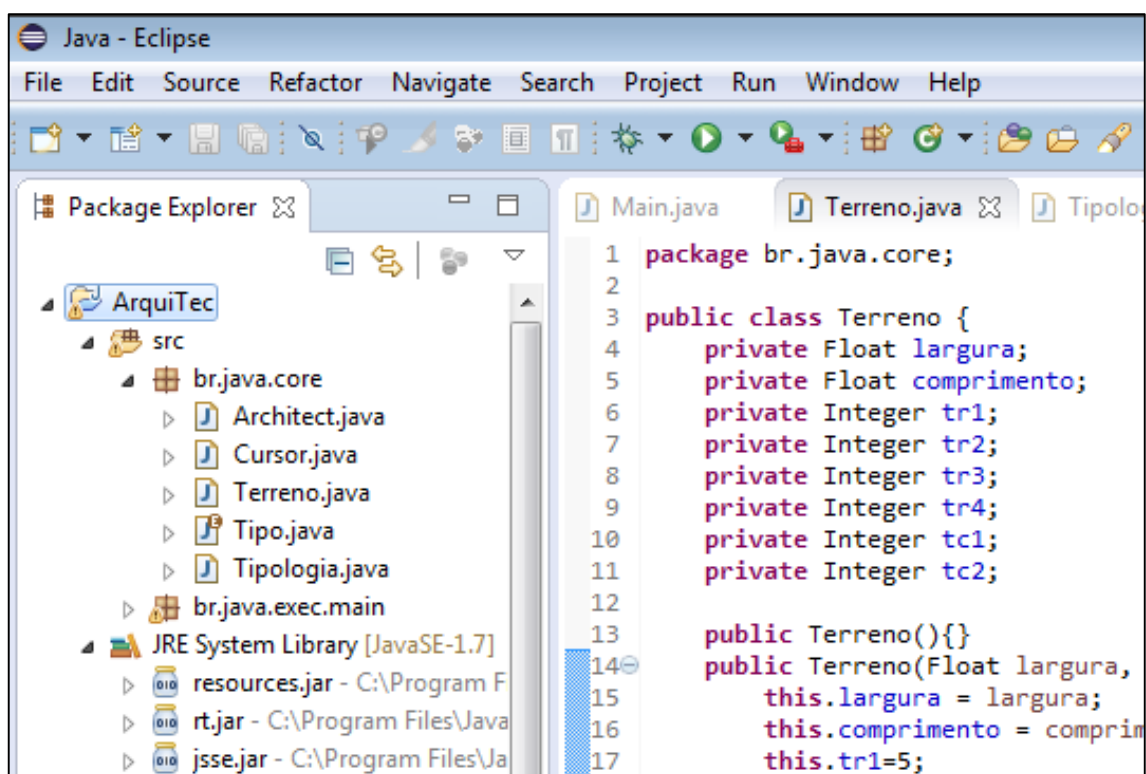 Java - Eclipse
File Edit Source Refactor Navigate Search Project Run Window Help
Package Explorer
ArquiTec
src
br.java.core
Architect.java
Cursor.java
Terreno.java
Tipo.java
Tipologia.java
br.java.exec.main
JRE System Library [JavaSE-1.7]
resources.jar - C:\Program F
rt.jar - C:\Program Files\Java
jsse.jar - C:\Program Files\Ja
Main.java Terreno.java Tipolo
1 package br.java.core;
2
3 public class Terreno {
4 private Float largura;
5 private Float comprimento;
6 private Integer tr1;
7 private Integer tr2;
8 private Integer tr3;
9 private Integer tr4;
10 private Integer tc1;
11 private Integer tc2;
12
13 public Terreno(){}
14 public Terreno(Float largura,
15 this.largura = largura;
16 this.comprimento = comprim
17 this.tr1=5;